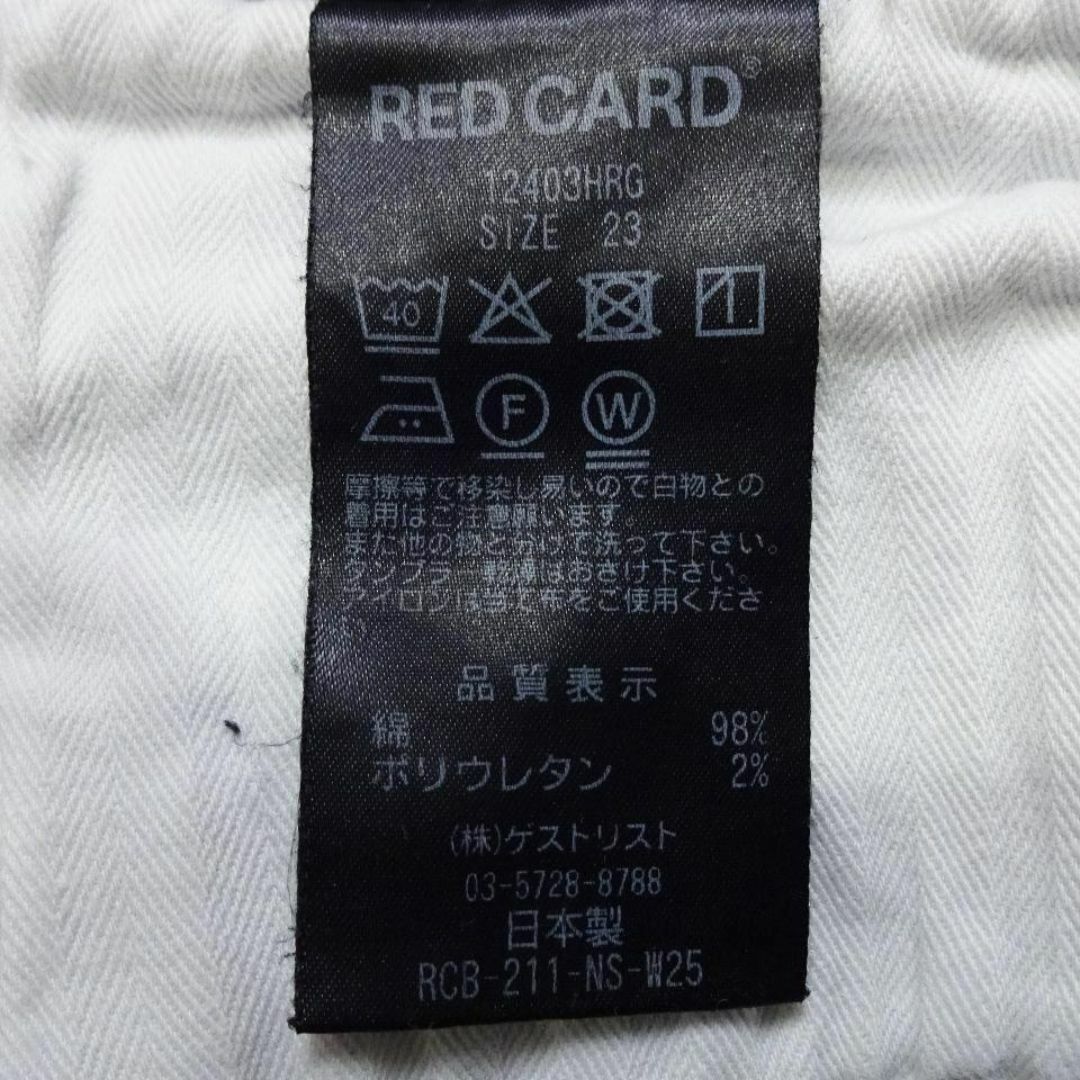 RED CARD®
12403HRG
SIZE 23
40
F W
摩擦等で移染し易いので白物との
着用はご注意願います。
また他の物と分けて洗って下さい。
タンブラー乾燥はおさけ下さい。
アイロンは当て布をご使用くださ
品質表示
綿 98%
ポリウレタン 2%
(株)ゲストリスト
03-5728-8788
日本製
RCB-211-NS-W25